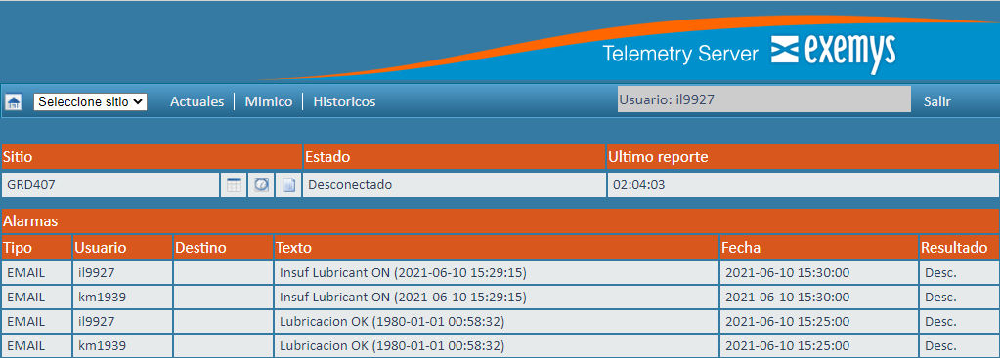 Telemetry Server exemys
Seleccione sitio Actuales Mimico Historicos Usuario: il9927 Salir
Sitio Estado Ultimo reporte
GRD407 Desconectado 02:04:03
Alarmas
Tipo Usuario Destino Texto Fecha Resultado
EMAIL il9927 Insuf Lubricant ON (2021-06-10 15:29:15) 2021-06-10 15:30:00 Desc.
EMAIL km1939 Insuf Lubricant ON (2021-06-10 15:29:15) 2021-06-10 15:30:00 Desc.
EMAIL il9927 Lubricacion OK (1980-01-01 00:58:32) 2021-06-10 15:25:00 Desc.
EMAIL km1939 Lubricacion OK (1980-01-01 00:58:32) 2021-06-10 15:25:00 Desc.